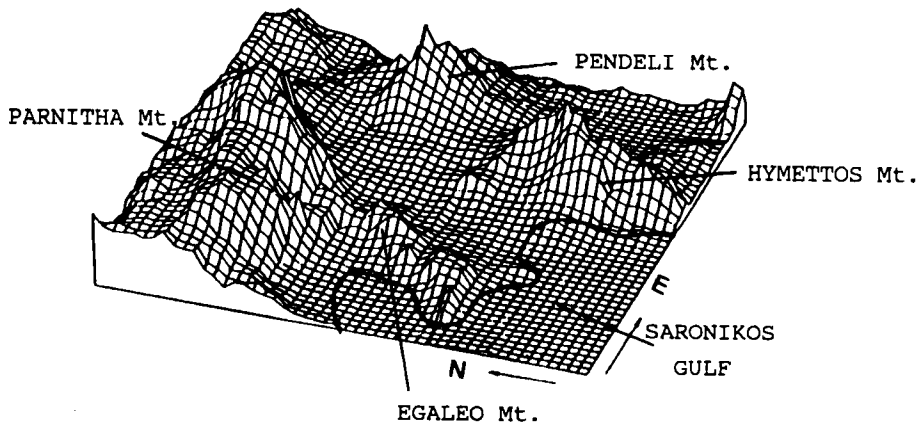 PENDELI Mt.
PARNITHA Mt.
HYMETTOS Mt.
E
SARONIKOS
GULF
N
EGALEO Mt.